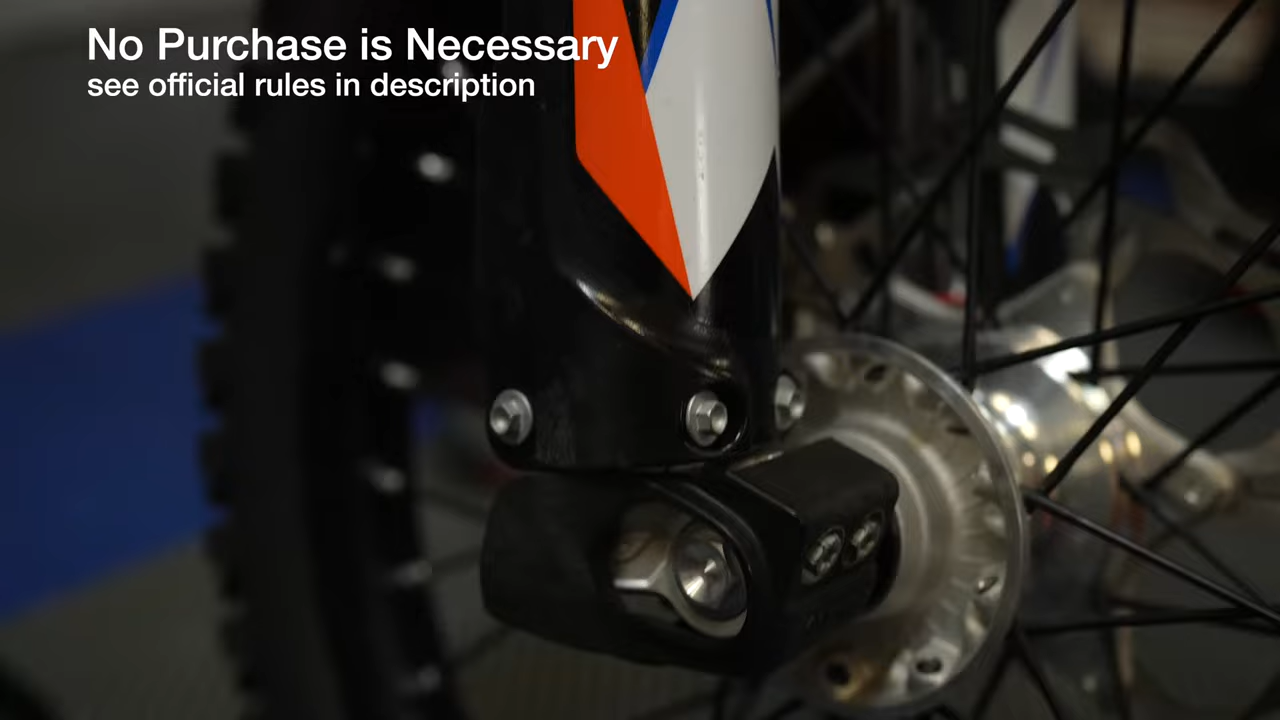 No Purchase is Necessary
see official rules in description